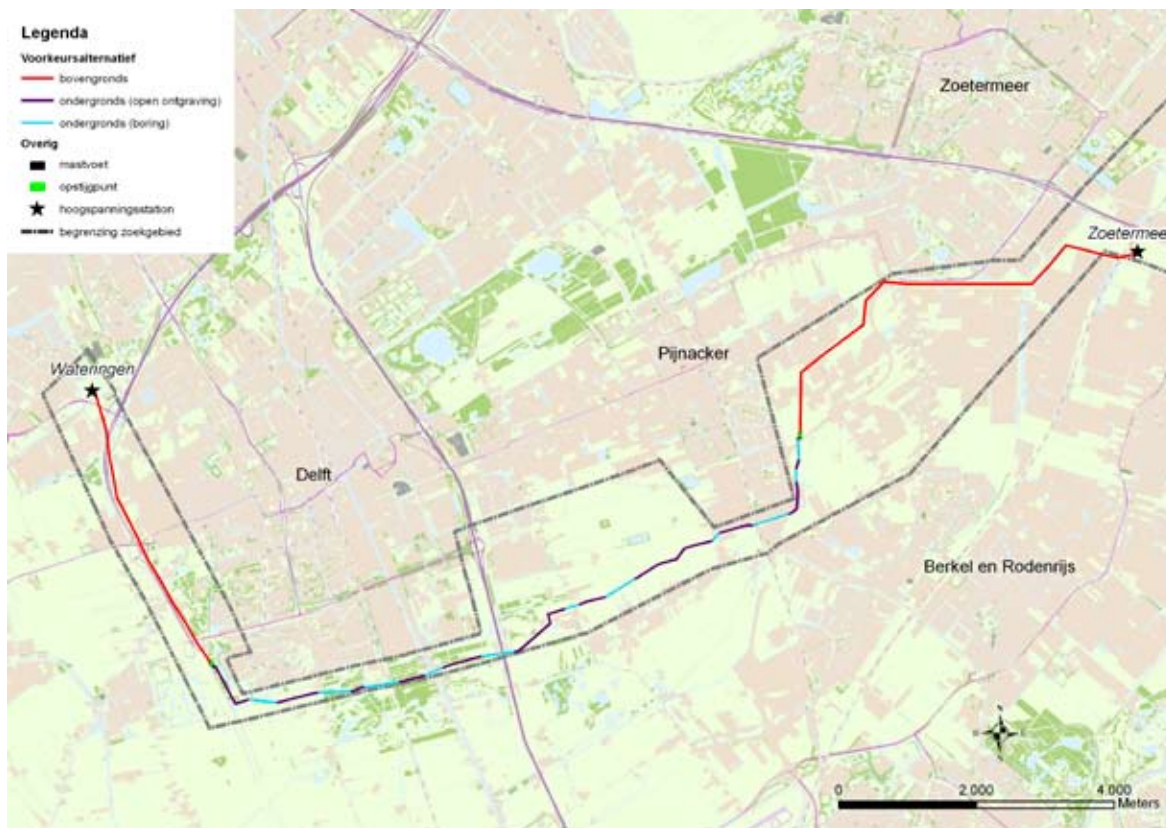 Legenda
Voorkeursalternatief
bovengronds
ondergronds (open ontgraving)
ondergronds (boring)
Overig
mastvoet
opstijgpunt
hoogspanningsstation
begrenzing zoekgebied
Zoetermeer
Zoetermee
Wateringen
Pijnacker
Delft
Berkel en Rodenrijs
0 2.000 4.000
Meters